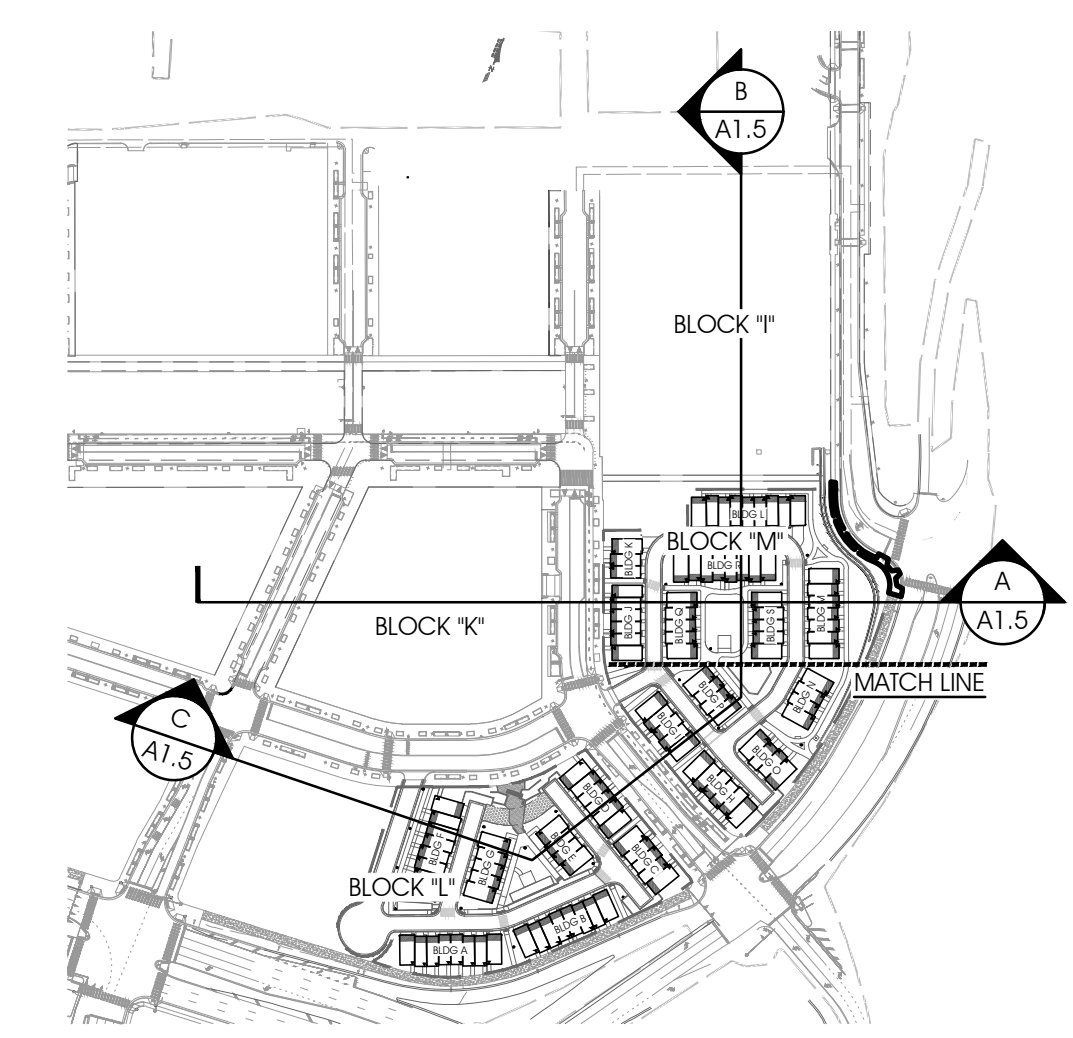 B
A1.5
BLOCK "I"
BLDG L
BLOCK "M"
BLDG K
BLDG R
A
A1.5
BLDG J
BLDG Q
BLDG S
BLDG M
BLOCK "K"
MATCH LINE
BLDG P
BLDG N
C
A1.5
BLDG I
BLDG O
BLDG H
BLDG D
BLDG F
BLDG E
BLDG G
BLDG C
BLOCK "L"
BLDG B
BLDG A